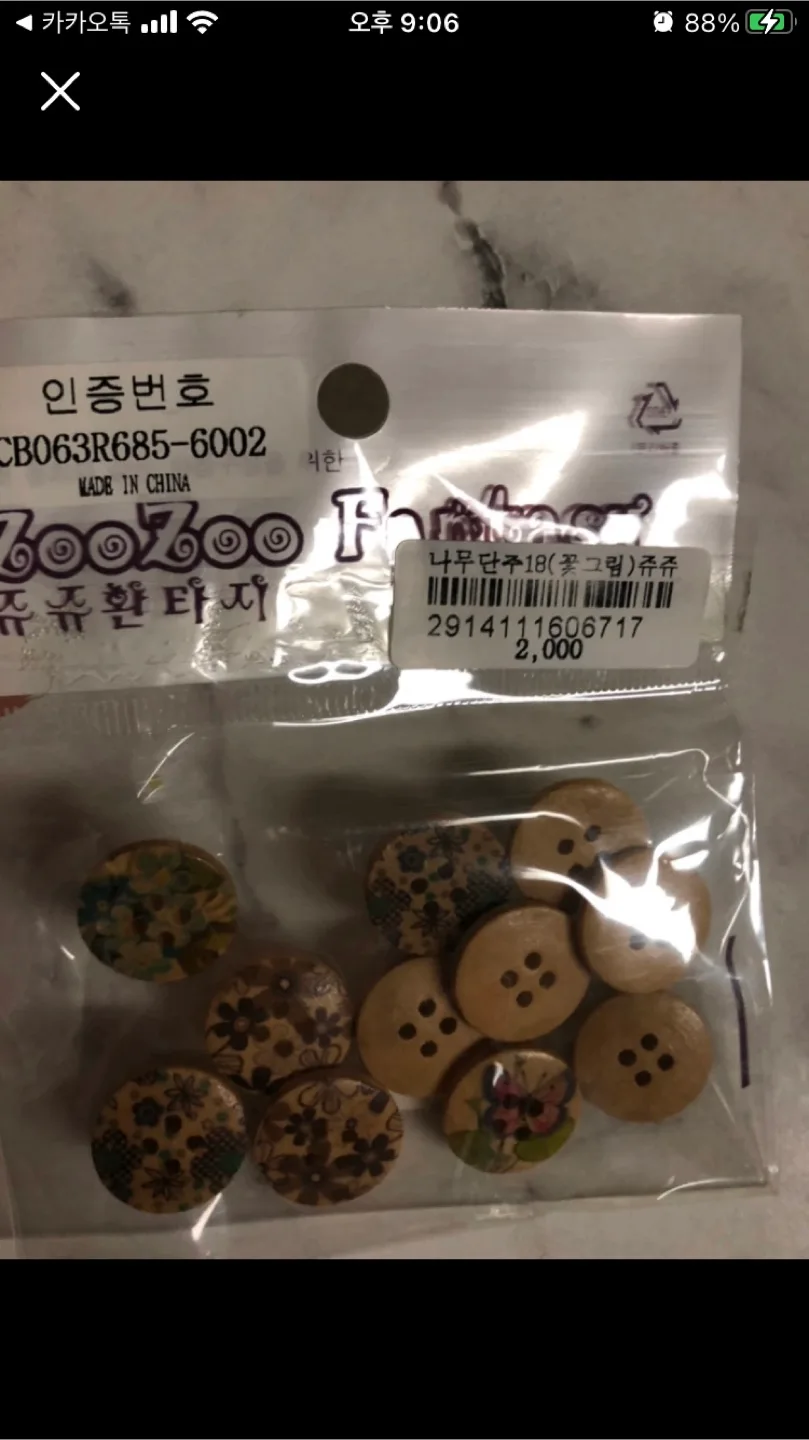 ◀ 카카오톡
오후 9:06
88%
인증번호
CB063R685-6002
MADE IN CHINA
ZooZoo Fantasy
쥬쥬환타지
나무단추18(꽃그림)쥬쥬
2914111606717
2,000